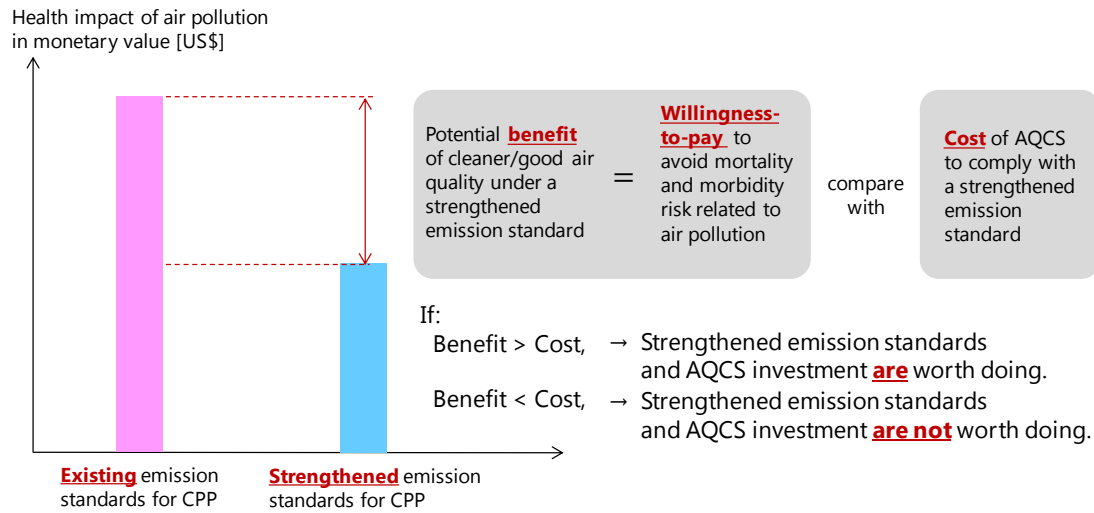 Health impact of air pollution
in monetary value [US$]
Potential benefit
of cleaner/good air
quality under a
strengthened
emission standard
=
Willingness-
to-pay to
avoid mortality
and morbidity
risk related to
air pollution
compare
with
Cost of AQCS
to comply with
a strengthened
emission
standard
If:
Benefit > Cost, → Strengthened emission standards
and AQCS investment are worth doing.
Benefit < Cost, → Strengthened emission standards
and AQCS investment are not worth doing.
Existing emission
standards for CPP
Strengthened emission
standards for CPP